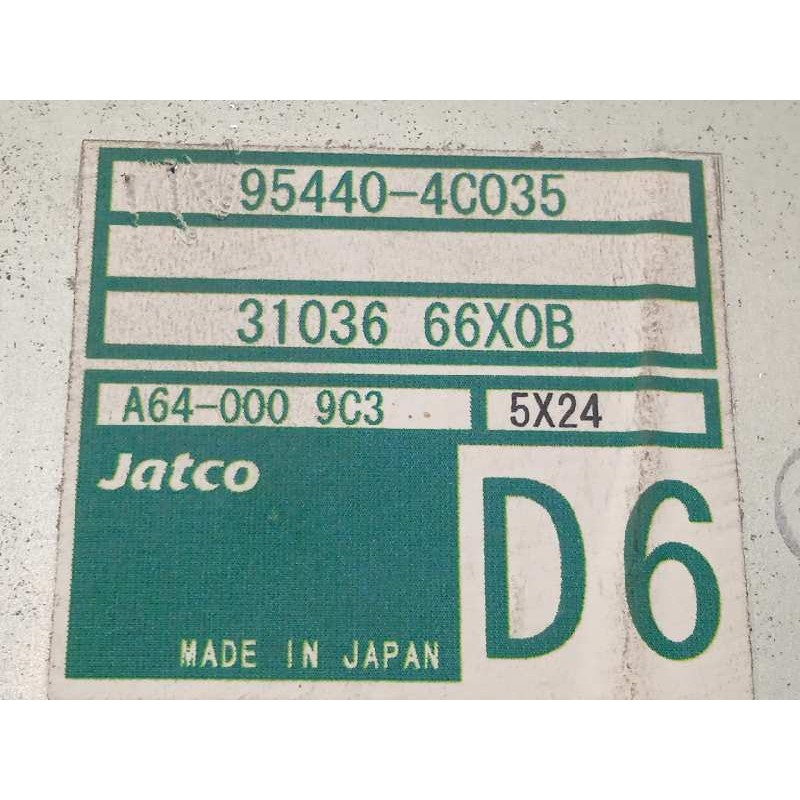 95440-4C035
31036 66X0B
A64-000 9C3
5X24
Jatco
D6
MADE IN JAPAN